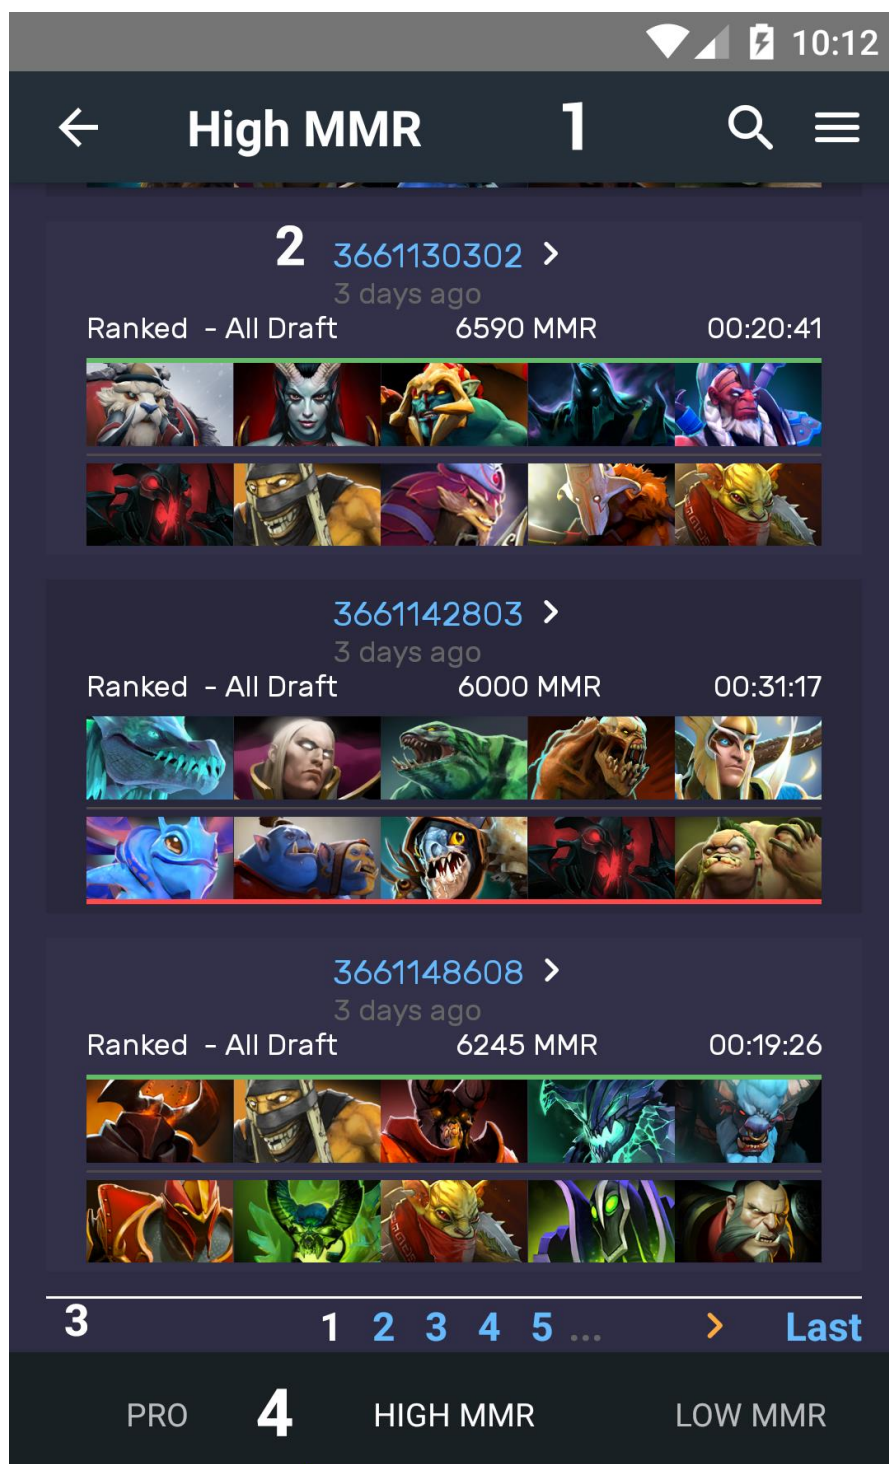 10:12
High MMR 1
2 3661130302
3 days ago
Ranked - All Draft 6590 MMR 00:20:41
3661142803
3 days ago
Ranked - All Draft 6000 MMR 00:31:17
3661148608
3 days ago
Ranked - All Draft 6245 MMR 00:19:26
3 1 2 3 4 5 ... > Last
PRO 4 HIGH MMR LOW MMR